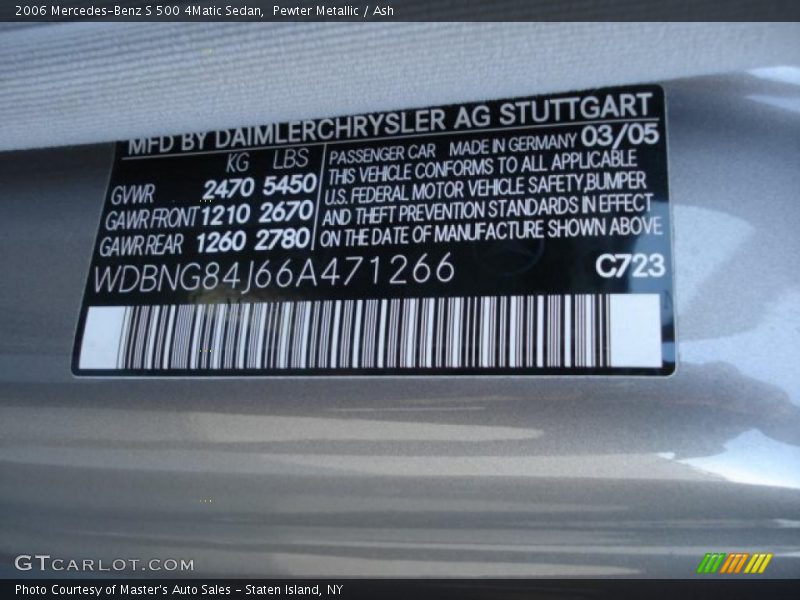 2006 Mercedes-Benz S 500 4Matic Sedan, Pewter Metallic / Ash
MFD BY DAIMLERCHRYSLER AG STUTTGART
KG LBS
GVWR 2470 5450
GAWR FRONT 1210 2670
GAWR REAR 1260 2780
PASSENGER CAR MADE IN GERMANY 03/05
THIS VEHICLE CONFORMS TO ALL APPLICABLE
U.S. FEDERAL MOTOR VEHICLE SAFETY, BUMPER
AND THEFT PREVENTION STANDARDS IN EFFECT
ON THE DATE OF MANUFACTURE SHOWN ABOVE
WDBNG84J66A471266
C723
GTCARLOT.COM
Photo Courtesy of Master's Auto Sales - Staten Island, NY